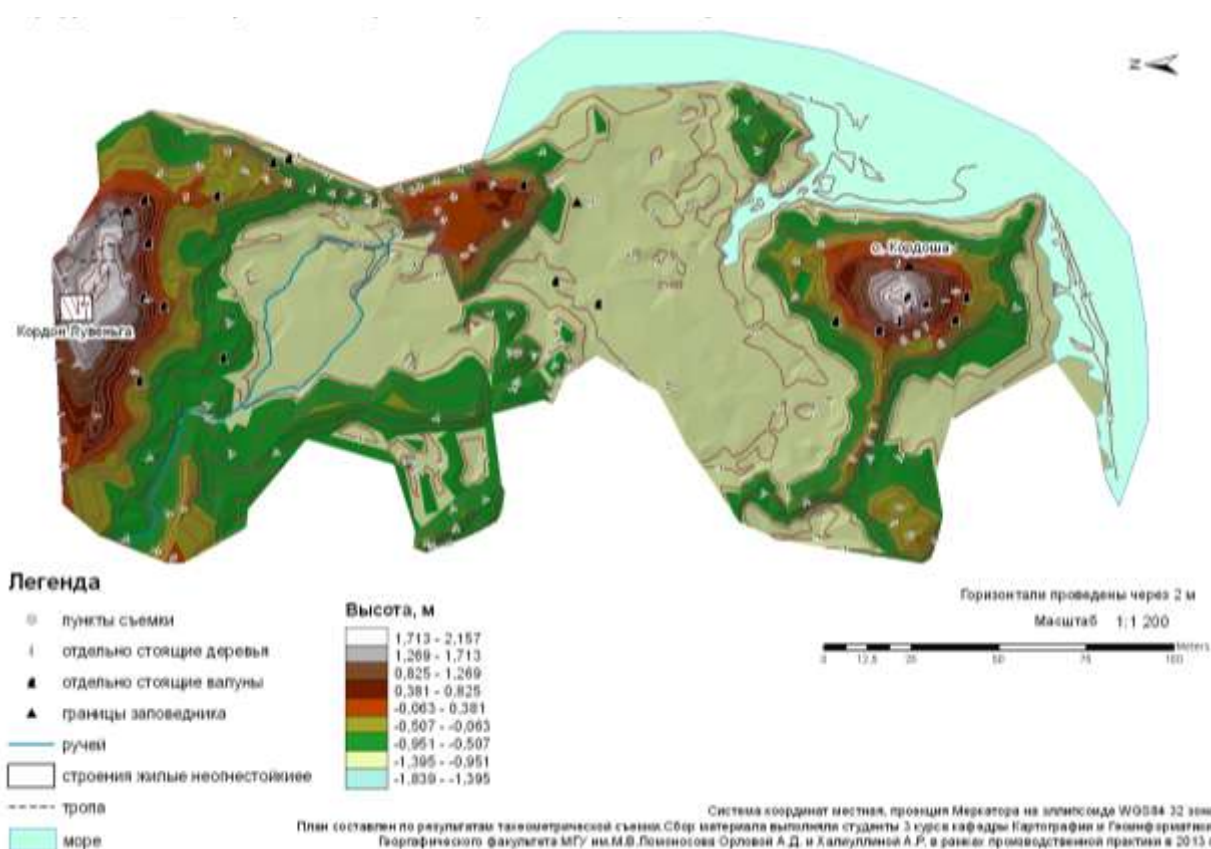 N
о. Кордоша
Кордон Лувеньга
Легенда
пункты съемки
отдельно стоящие деревья
отдельно стоящие валуны
границы заповедника
ручей
строения жилые неогнестойкиее
тропа
море
Высота, м
1,713 - 2,157
1,269 - 1,713
0,825 - 1,269
0,381 - 0,825
-0,063 - 0,381
-0,507 - -0,063
-0,951 - -0,507
-1,395 - -0,951
-1,839 - -1,395
Горизонтали проведены через 2 м
Масштаб 1:1 200
Meters
0 12,5 25 50 75 100
Система координат местная, проекция Меркатора на эллипсоиде WGS84 32 зона
План составлен по результатам тахеометрической съемки. Сбор материала выполняли студенты 3 курса кафедры Картографии и Геоинформатики
Географического факультета МГУ им.М.В.Ломоносова Орловой А.Д. и Халиуллиной А.Р. в рамках производственной практики в 2013 г